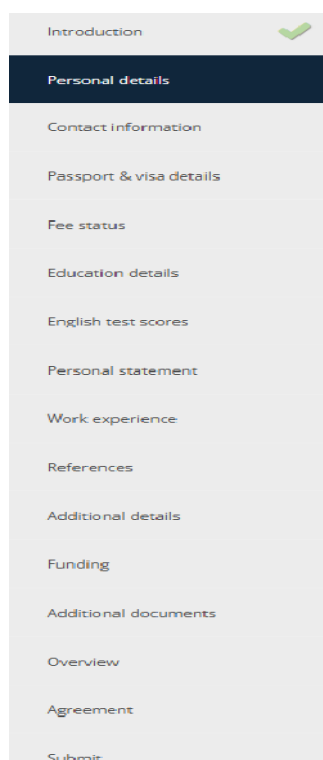 Introduction
Personal details
Contact information
Passport & visa details
Fee status
Education details
English test scores
Personal statement
Work experience
References
Additional details
Funding
Additional documents
Overview
Agreement
Submit